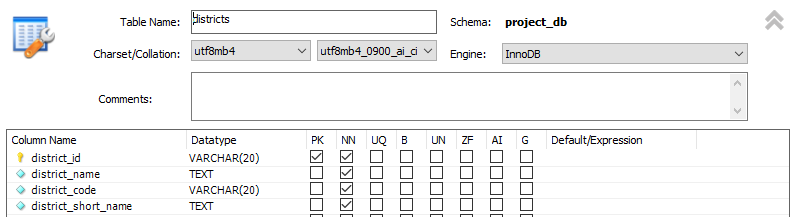 Table Name: districts Schema: project_db
Charset/Collation: utf8mb4 utf8mb4_0900_ai_ci Engine: InnoDB
Comments:
Column Name Datatype PK NN UQ B UN ZF AI G Default/Expression
district_id VARCHAR(20)
district_name TEXT
district_code VARCHAR(20)
district_short_name TEXT